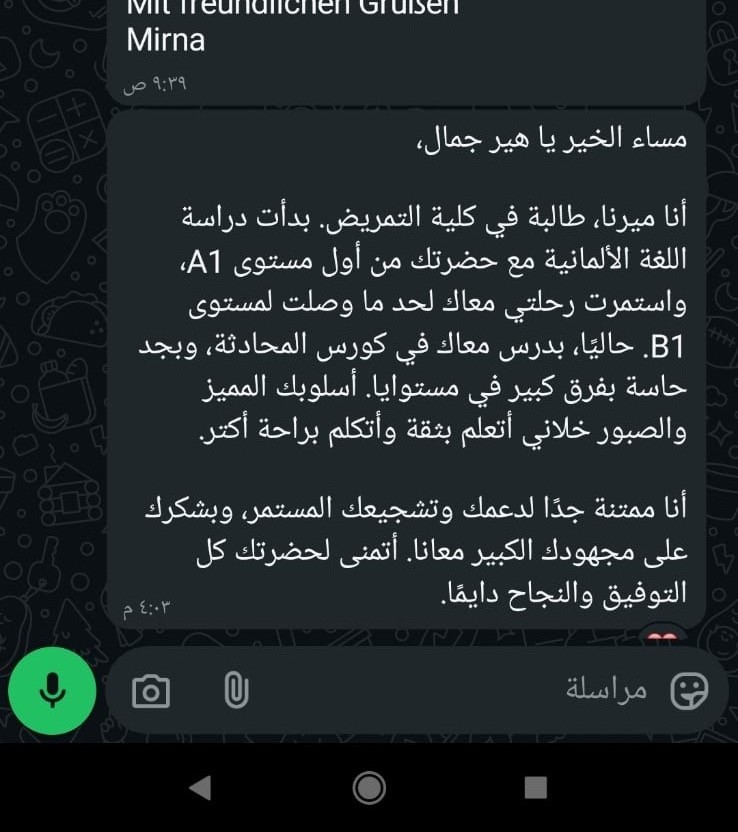 Mit freundlichen Grüßen
Mirna
٩:٣٩ ص
مساء الخير يا هير جمال،
أنا ميرنا، طالبة في كلية التمريض. بدأت دراسة
اللغة الألمانية مع حضرتك من أول مستوى A1،
واستمرت رحلتي معاك لحد ما وصلت لمستوى
B1. حاليًا، بدرس معاك في كورس المحادثة، وبجد
حاسة بفرق كبير في مستوايا. أسلوبك المميز
والصبور خلاني أتعلم بثقة وأتكلم براحة أكتر.
أنا ممتنة جدًا لدعمك وتشجيعك المستمر، وبشكرك
على مجهودك الكبير معانا. أتمنى لحضرتك كل
التوفيق والنجاح دايمًا.
٤:٠٣ م
مراسلة